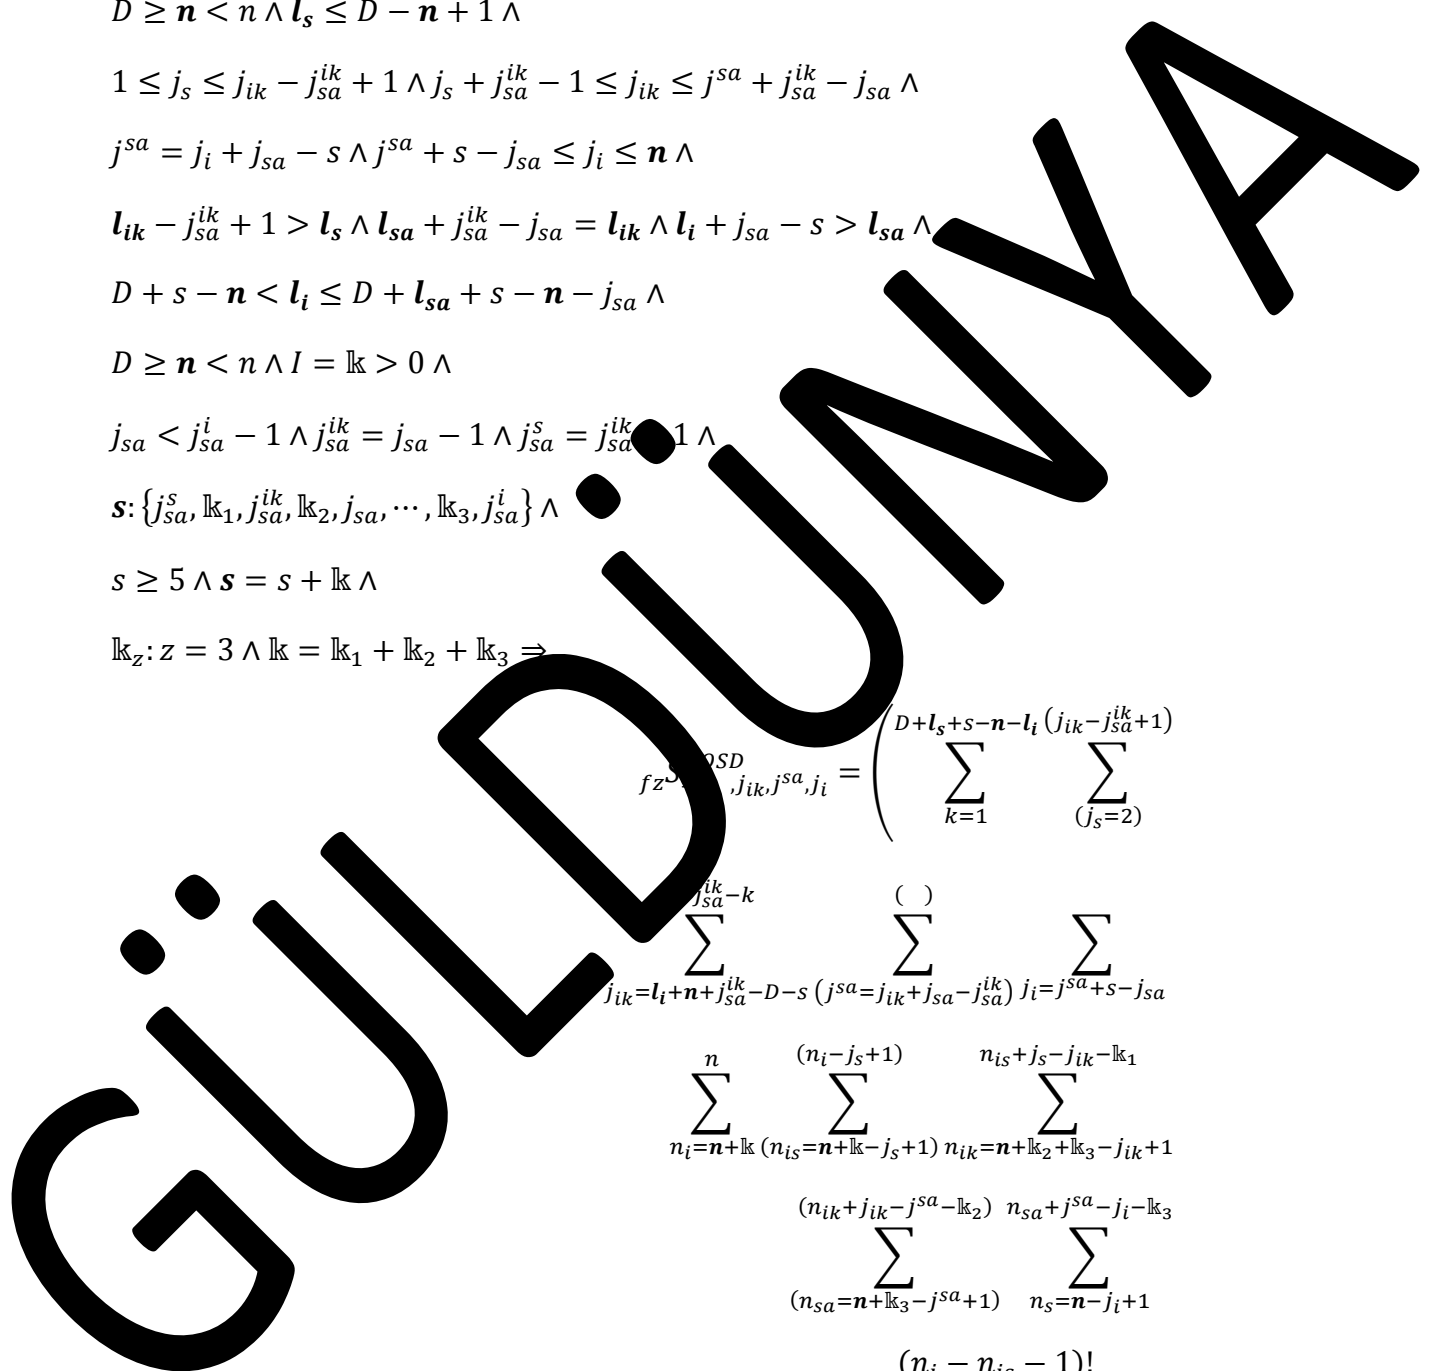 D ≥ 𝒏 < n ∧ 𝒍ₛ ≤ D − 𝒏 + 1 ∧
1 ≤ j_s ≤ j_{ik} − j_{sa}^{ik} + 1 ∧ j_s + j_{sa}^{ik} − 1 ≤ j_{ik} ≤ j^{sa} + j_{sa}^{ik} − j_{sa} ∧
j^{sa} = j_i + j_{sa} − s ∧ j^{sa} + s − j_{sa} ≤ j_i ≤ 𝒏 ∧
𝒍_{ik} − j_{sa}^{ik} + 1 > 𝒍_s ∧ 𝒍_{sa} + j_{sa}^{ik} − j_{sa} = 𝒍_{ik} ∧ 𝒍_i + j_{sa} − s > 𝒍_{sa} ∧
D + s − 𝒏 < 𝒍_i ≤ D + 𝒍_{sa} + s − 𝒏 − j_{sa} ∧
D ≥ 𝒏 < n ∧ I = 𝕜 > 0 ∧
j_{sa} < j_{sa}^{i} − 1 ∧ j_{sa}^{ik} = j_{sa} − 1 ∧ j_{sa}^{s} = j_{sa}^{ik} 1 ∧
𝒔: {j_{sa}^{s}, 𝕜_1, j_{sa}^{ik}, 𝕜_2, j_{sa}, ⋯ , 𝕜_3, j_{sa}^{i}} ∧
s ≥ 5 ∧ 𝒔 = s + 𝕜 ∧
𝕜_z: z = 3 ∧ 𝕜 = 𝕜_1 + 𝕜_2 + 𝕜_3 ⇒
_{fz}S^{OSD}_{,j_{ik},j^{sa},j_i} = ( ∑_{k=1}^{D+𝒍_s+s−𝒏−𝒍_i} ∑_{(j_s=2)}^{(j_{ik}−j_{sa}^{ik}+1)}
∑_{j_{ik}=𝒍_i+𝒏+j_{sa}^{ik}−D−s}^{j_{sa}^{ik}−k} ∑_{(j^{sa}=j_{ik}+j_{sa}−j_{sa}^{ik})}^{( )} ∑_{j_i=j^{sa}+s−j_{sa}}
∑_{n_i=𝒏+𝕜}^{n} ∑_{(n_{is}=𝒏+𝕜−j_s+1)}^{(n_i−j_s+1)} ∑_{n_{ik}=𝒏+𝕜_2+𝕜_3−j_{ik}+1}^{n_{is}+j_s−j_{ik}−𝕜_1}
∑_{(n_{sa}=𝒏+𝕜_3−j^{sa}+1)}^{(n_{ik}+j_{ik}−j^{sa}−𝕜_2)} ∑_{n_s=𝒏−j_i+1}^{n_{sa}+j^{sa}−j_i−𝕜_3}
(n_i − n_{is} − 1)!
GÜLDÜNYA